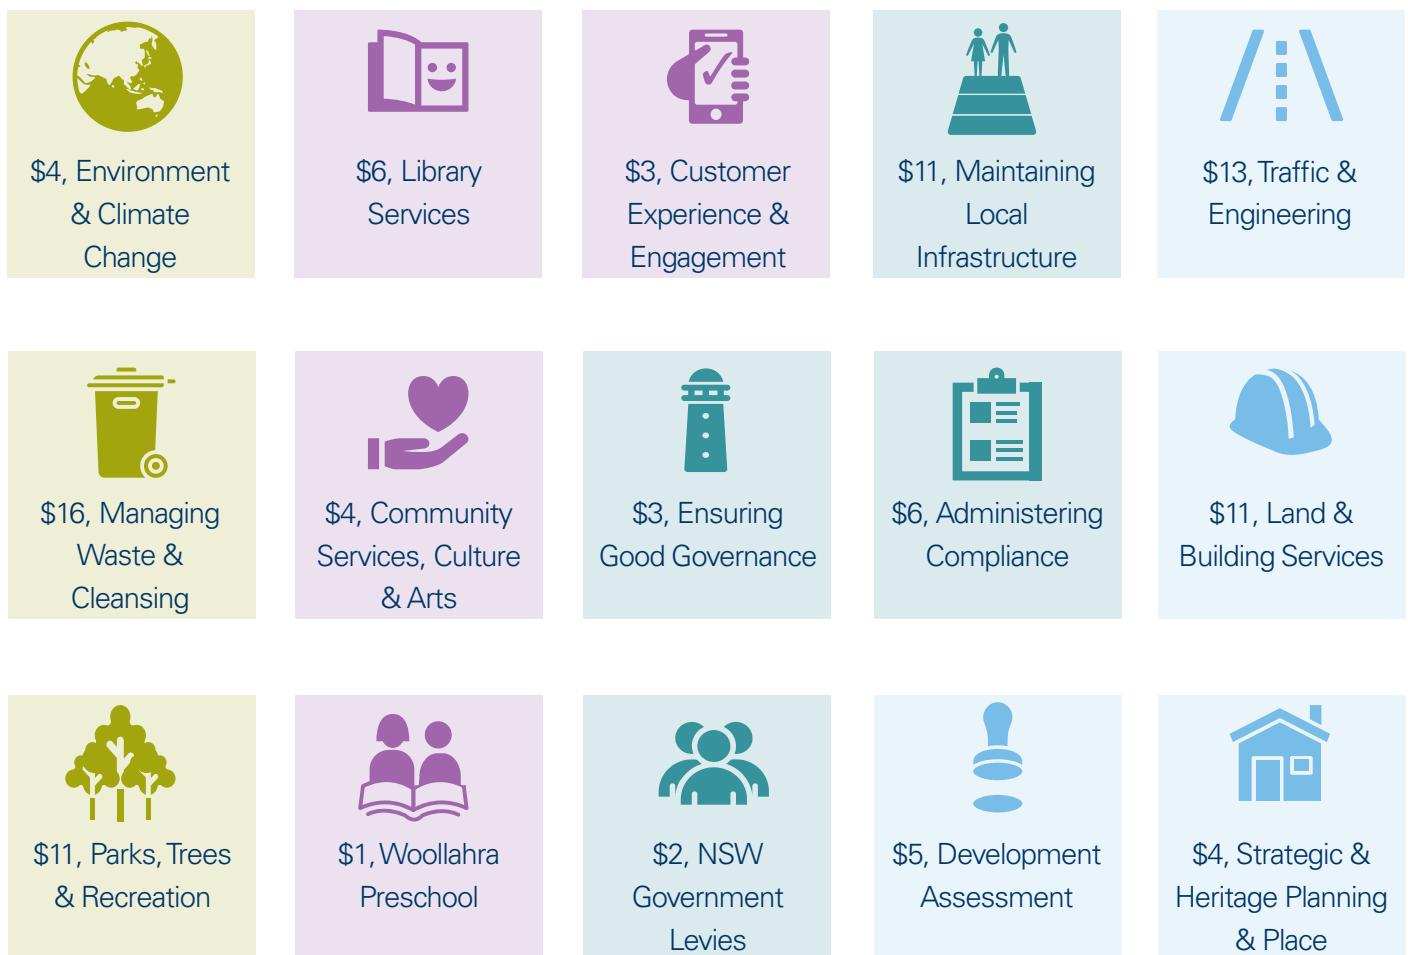 $4, Environment
& Climate
Change
$6, Library
Services
$3, Customer
Experience &
Engagement
$11, Maintaining
Local
Infrastructure
$13, Traffic &
Engineering
$16, Managing
Waste &
Cleansing
$4, Community
Services, Culture
& Arts
$3, Ensuring
Good Governance
$6, Administering
Compliance
$11, Land &
Building Services
$11, Parks, Trees
& Recreation
$1, Woollahra
Preschool
$2, NSW
Government
Levies
$5, Development
Assessment
$4, Strategic &
Heritage Planning
& Place